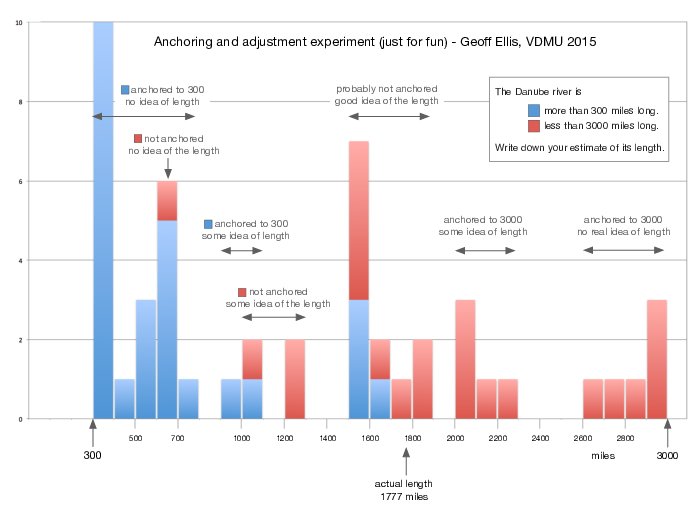 Anchoring and adjustment experiment (just for fun) - Geoff Ellis, VDMU 2015
10
8
6
4
2
0
anchored to 300
no idea of length
not anchored
no idea of the length
anchored to 300
some idea of length
not anchored
some idea of the length
probably not anchored
good idea of the length
The Danube river is
more than 300 miles long.
less than 3000 miles long.
Write down your estimate of its length.
anchored to 3000
some idea of length
anchored to 3000
no real idea of length
500 700 1000 1200 1400 1600 1800 2000 2200 2400 2600 2800
300
miles
3000
actual length
1777 miles